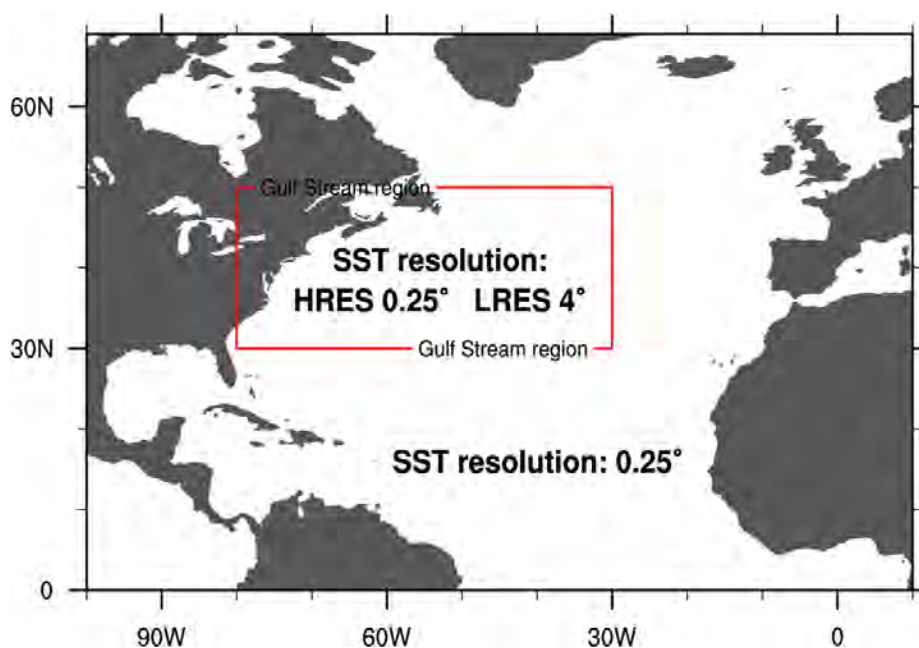 60N
Gulf Stream region
SST resolution:
HRES 0.25° LRES 4°
30N
Gulf Stream region
SST resolution: 0.25°
0
90W 60W 30W 0